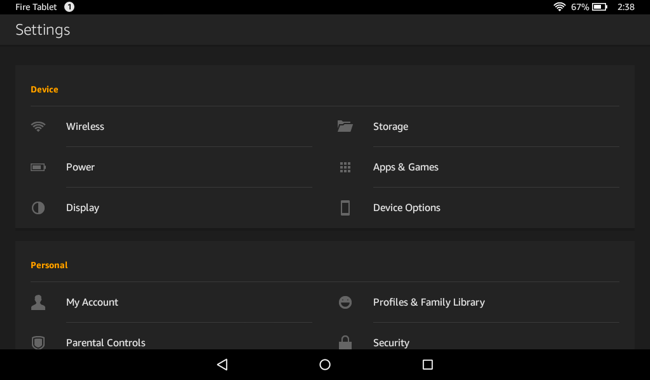 Fire Tablet 1 67% 2:38
Settings
Device
Wireless Storage
Power Apps & Games
Display Device Options
Personal
My Account Profiles & Family Library
Parental Controls Security